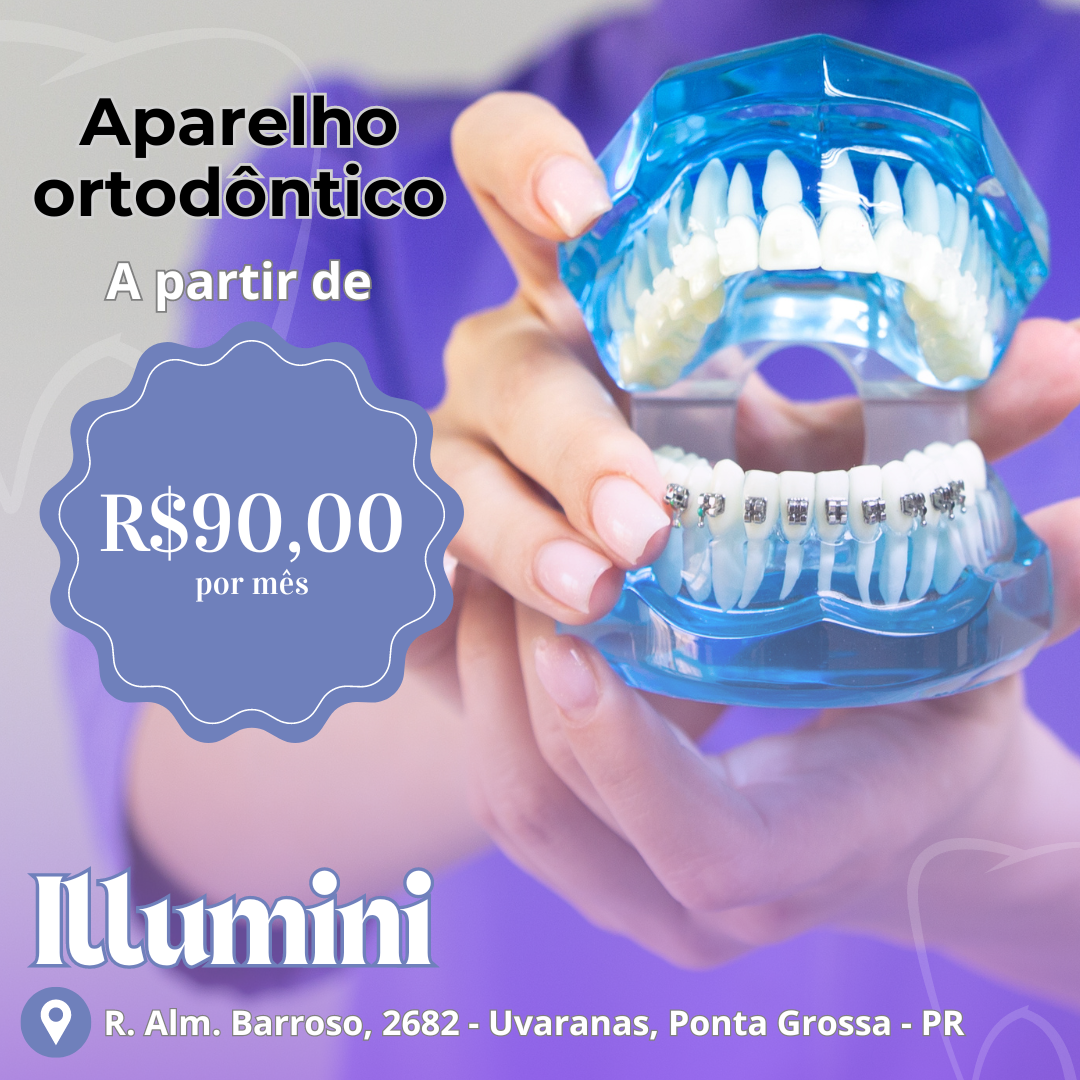 Aparelho
ortodôntico
A partir de
R$90,00
por mês
Illumini
R. Alm. Barroso, 2682 - Uvaranas, Ponta Grossa - PR